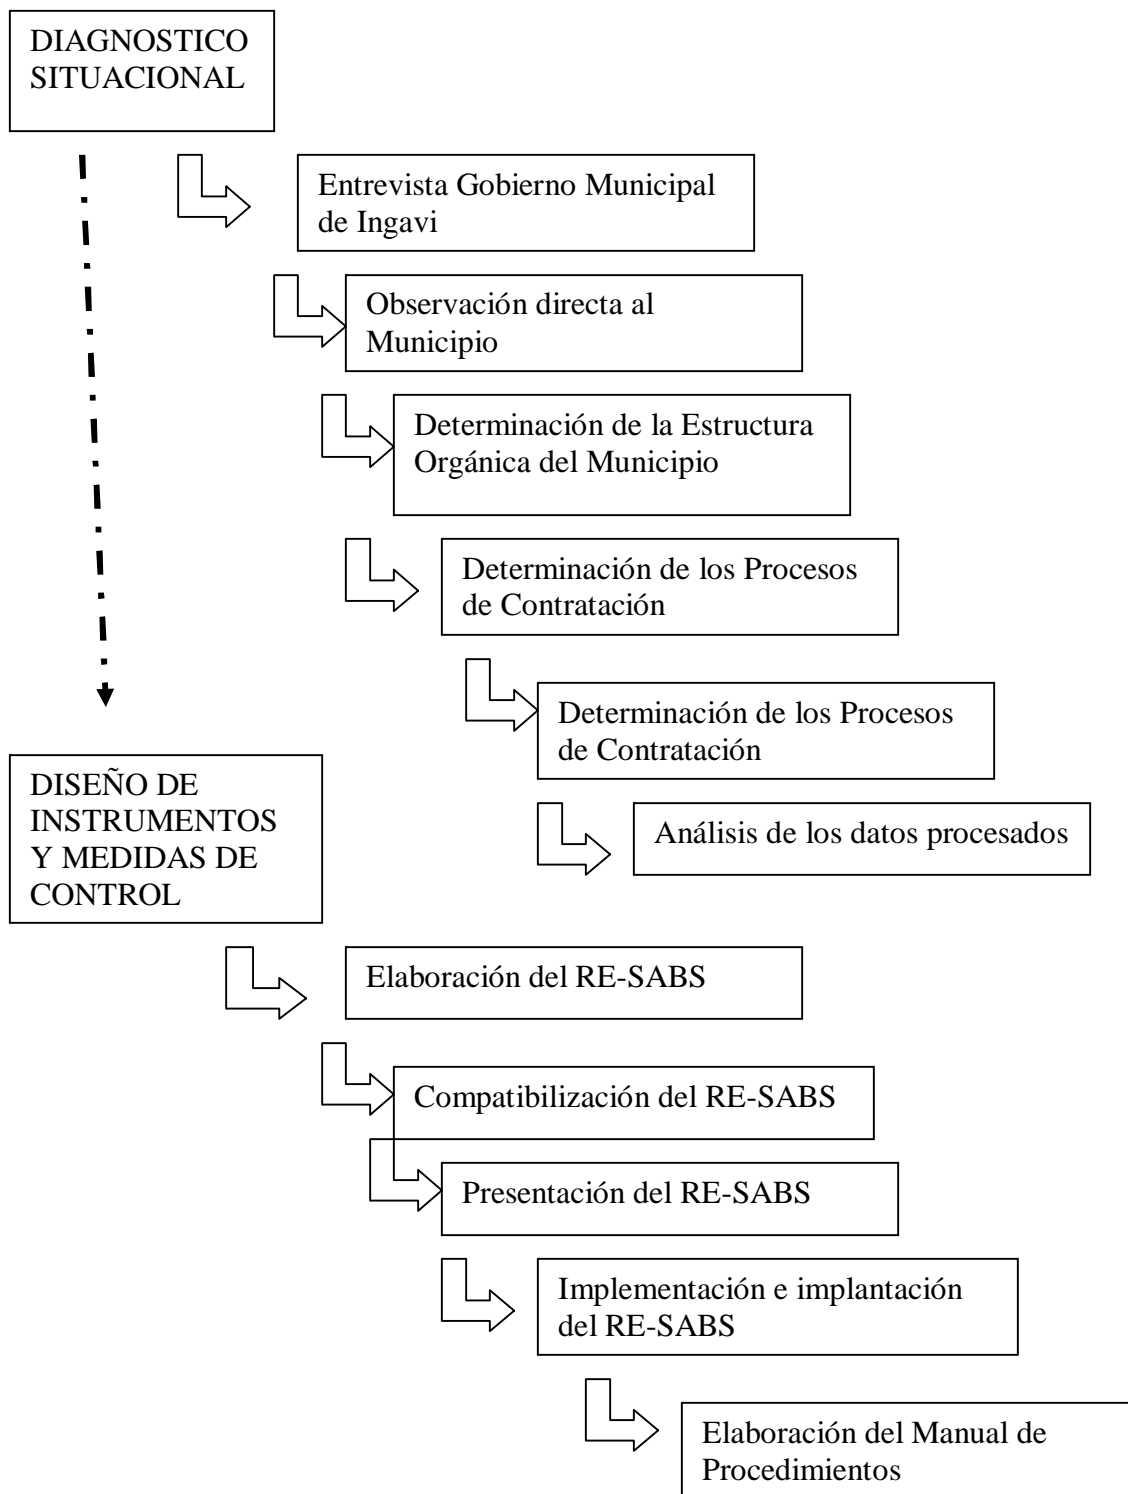 DIAGNOSTICO
SITUACIONAL
Entrevista Gobierno Municipal
de Ingavi
Observación directa al
Municipio
Determinación de la Estructura
Orgánica del Municipio
Determinación de los Procesos
de Contratación
Determinación de los Procesos
de Contratación
Análisis de los datos procesados
DISEÑO DE
INSTRUMENTOS
Y MEDIDAS DE
CONTROL
Elaboración del RE-SABS
Compatibilización del RE-SABS
Presentación del RE-SABS
Implementación e implantación
del RE-SABS
Elaboración del Manual de
Procedimientos